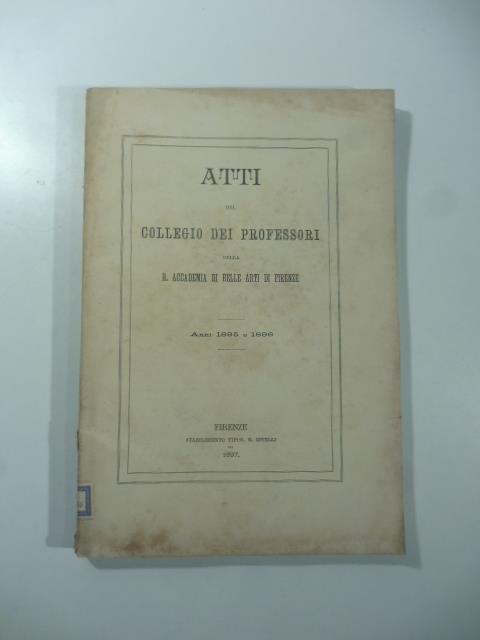 ATTI
DEL
COLLEGIO DEI PROFESSORI
DELLA
R. ACCADEMIA DI BELLE ARTI DI FIRENZE
Anni 1895 e 1896
FIRENZE
STABILIMENTO TIPOG. G. CIVELLI
1897.